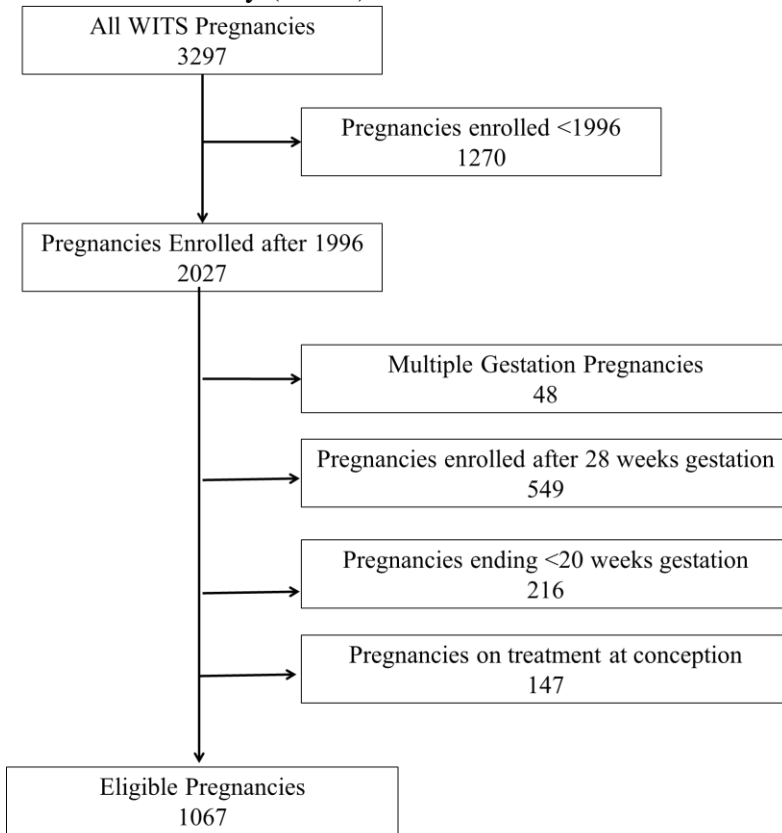 All WITS Pregnancies
3297
Pregnancies enrolled <1996
1270
Pregnancies Enrolled after 1996
2027
Multiple Gestation Pregnancies
48
Pregnancies enrolled after 28 weeks gestation
549
Pregnancies ending <20 weeks gestation
216
Pregnancies on treatment at conception
147
Eligible Pregnancies
1067